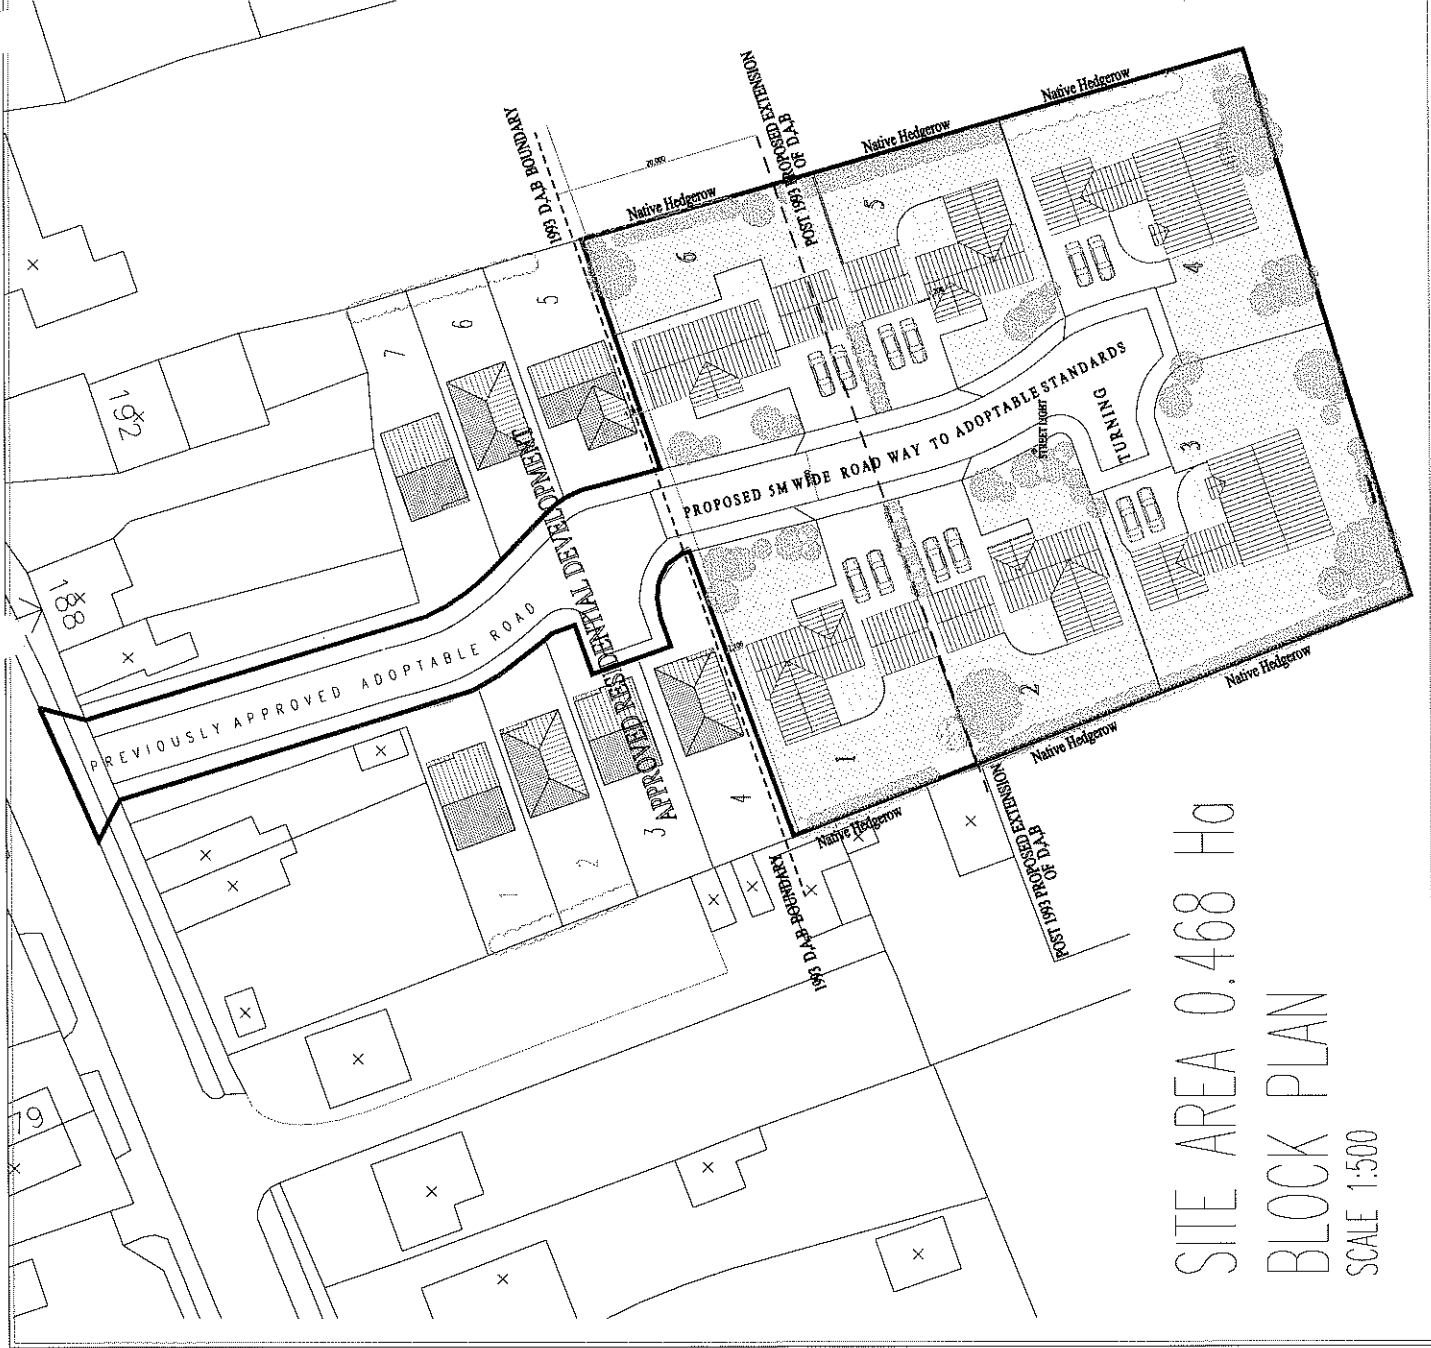 192
188
79
PREVIOUSLY APPROVED ADOPTABLE ROAD
APPROVED RESIDENTIAL DEVELOPMENT
7
6
5
1
2
3
4
1993 D.A.B BOUNDARY
1993 D.A.B BOUNDARY
20.000
POST 1993 PROPOSED EXTENSION
OF D.A.B
POST 1993 PROPOSED EXTENSION
OF D.A.B
Native Hedgerow
Native Hedgerow
Native Hedgerow
Native Hedgerow
Native Hedgerow
Native Hedgerow
PROPOSED 5M WIDE ROAD WAY TO ADOPTABLE STANDARDS
STREET LIGHT
TURNING
6
5
4
3
2
1
SITE AREA 0.468 Ha
BLOCK PLAN
SCALE 1:500